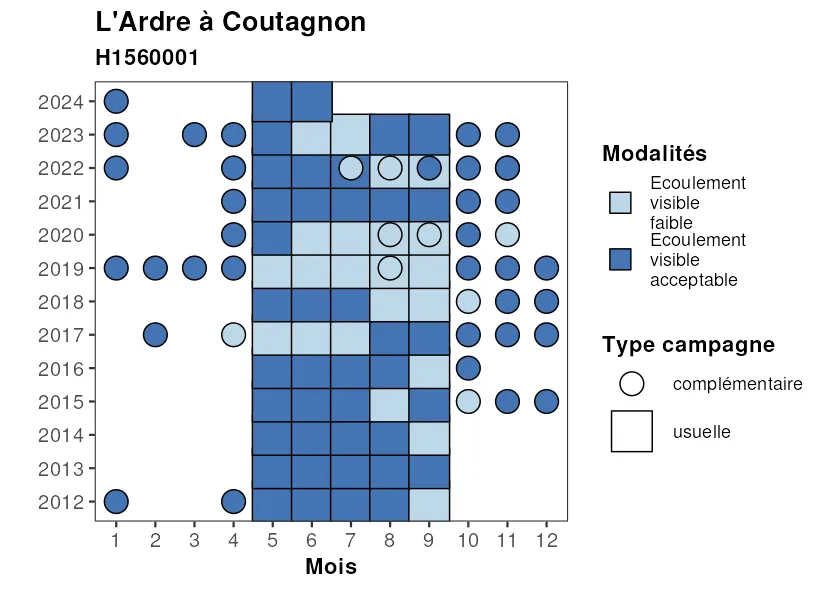 L'Ardre à Coutagnon
H1560001
2024
2023
2022
2021
2020
2019
2018
2017
2016
2015
2014
2013
2012
1 2 3 4 5 6 7 8 9 10 11 12
Mois
Modalités
Ecoulement
visible
faible
Ecoulement
visible
acceptable
Type campagne
complémentaire
usuelle